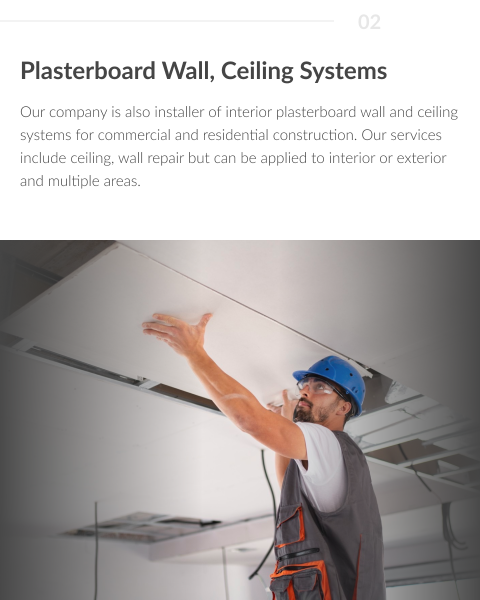 02
Plasterboard Wall, Ceiling Systems
Our company is also installer of interior plasterboard wall and ceiling
systems for commercial and residential construction. Our services
include ceiling, wall repair but can be applied to interior or exterior
and multiple areas.